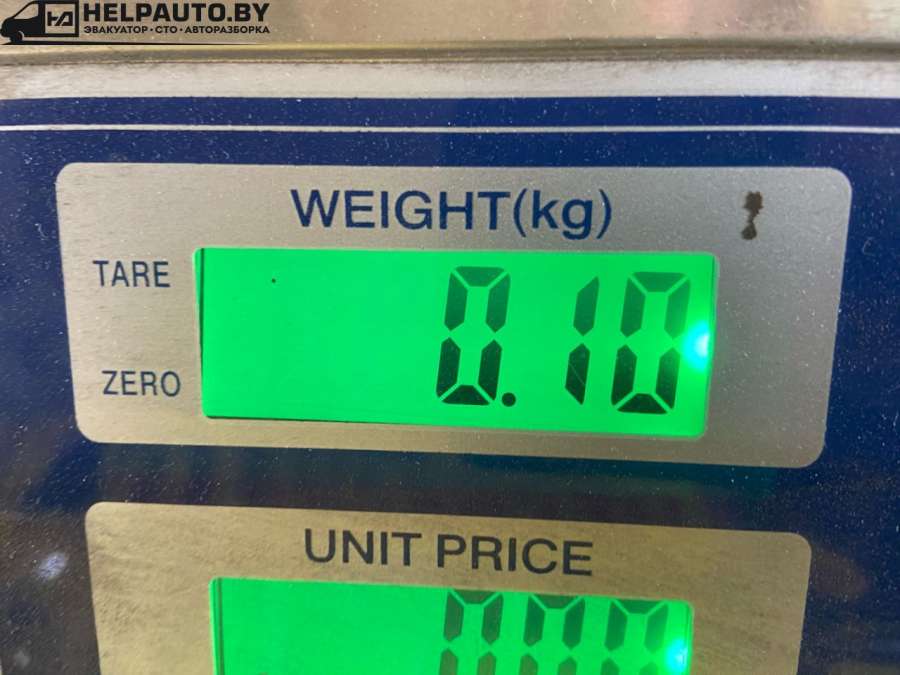 HELPAUTO.BY
ЭВАКУАТОР · СТО · АВТОРАЗБОРКА
WEIGHT(kg)
TARE
0.10
ZERO
UNIT PRICE